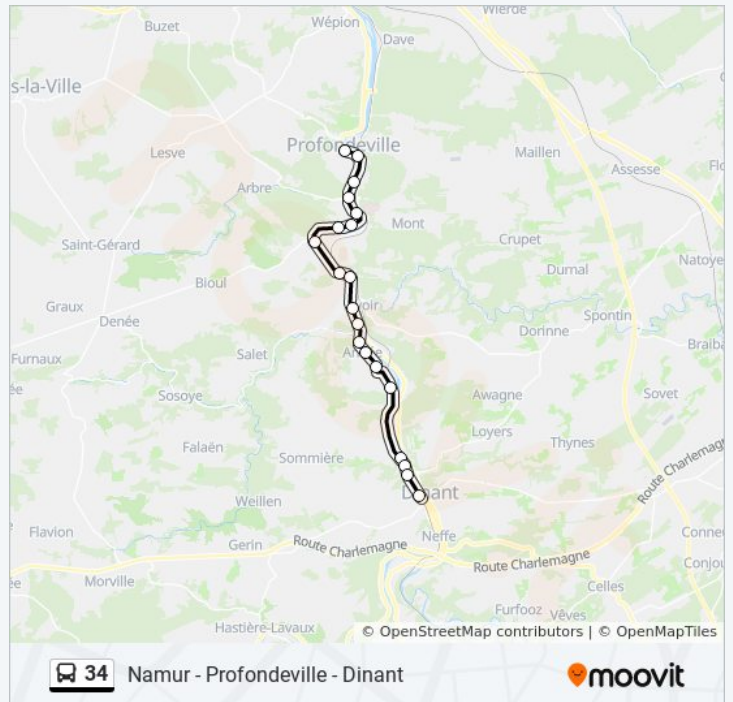 Wierde
Buzet
Wépion
Dave
s-la-Ville
Profondeville
Lesve
Maillen
Assesse
Arbre
Mont
Saint-Gérard
Crupet
Natoye
Bioul
Durnal
Graux
Spontin
Denée
Dorinne
Furnaux
Salet
Sosoye
Awagne
Sovet
Loyers
Thynes
Falaën
Sommière
Route Charlemagne
Dinant
Weillen
Flavion
Neffe
Gerin
Route Charlemagne
Route Charlemagne
Morville
Celles
Furfooz
Vêves
Hastière-Lavaux
© OpenStreetMap contributors | © OpenMapTiles
34 Namur - Profondeville - Dinant
moovit